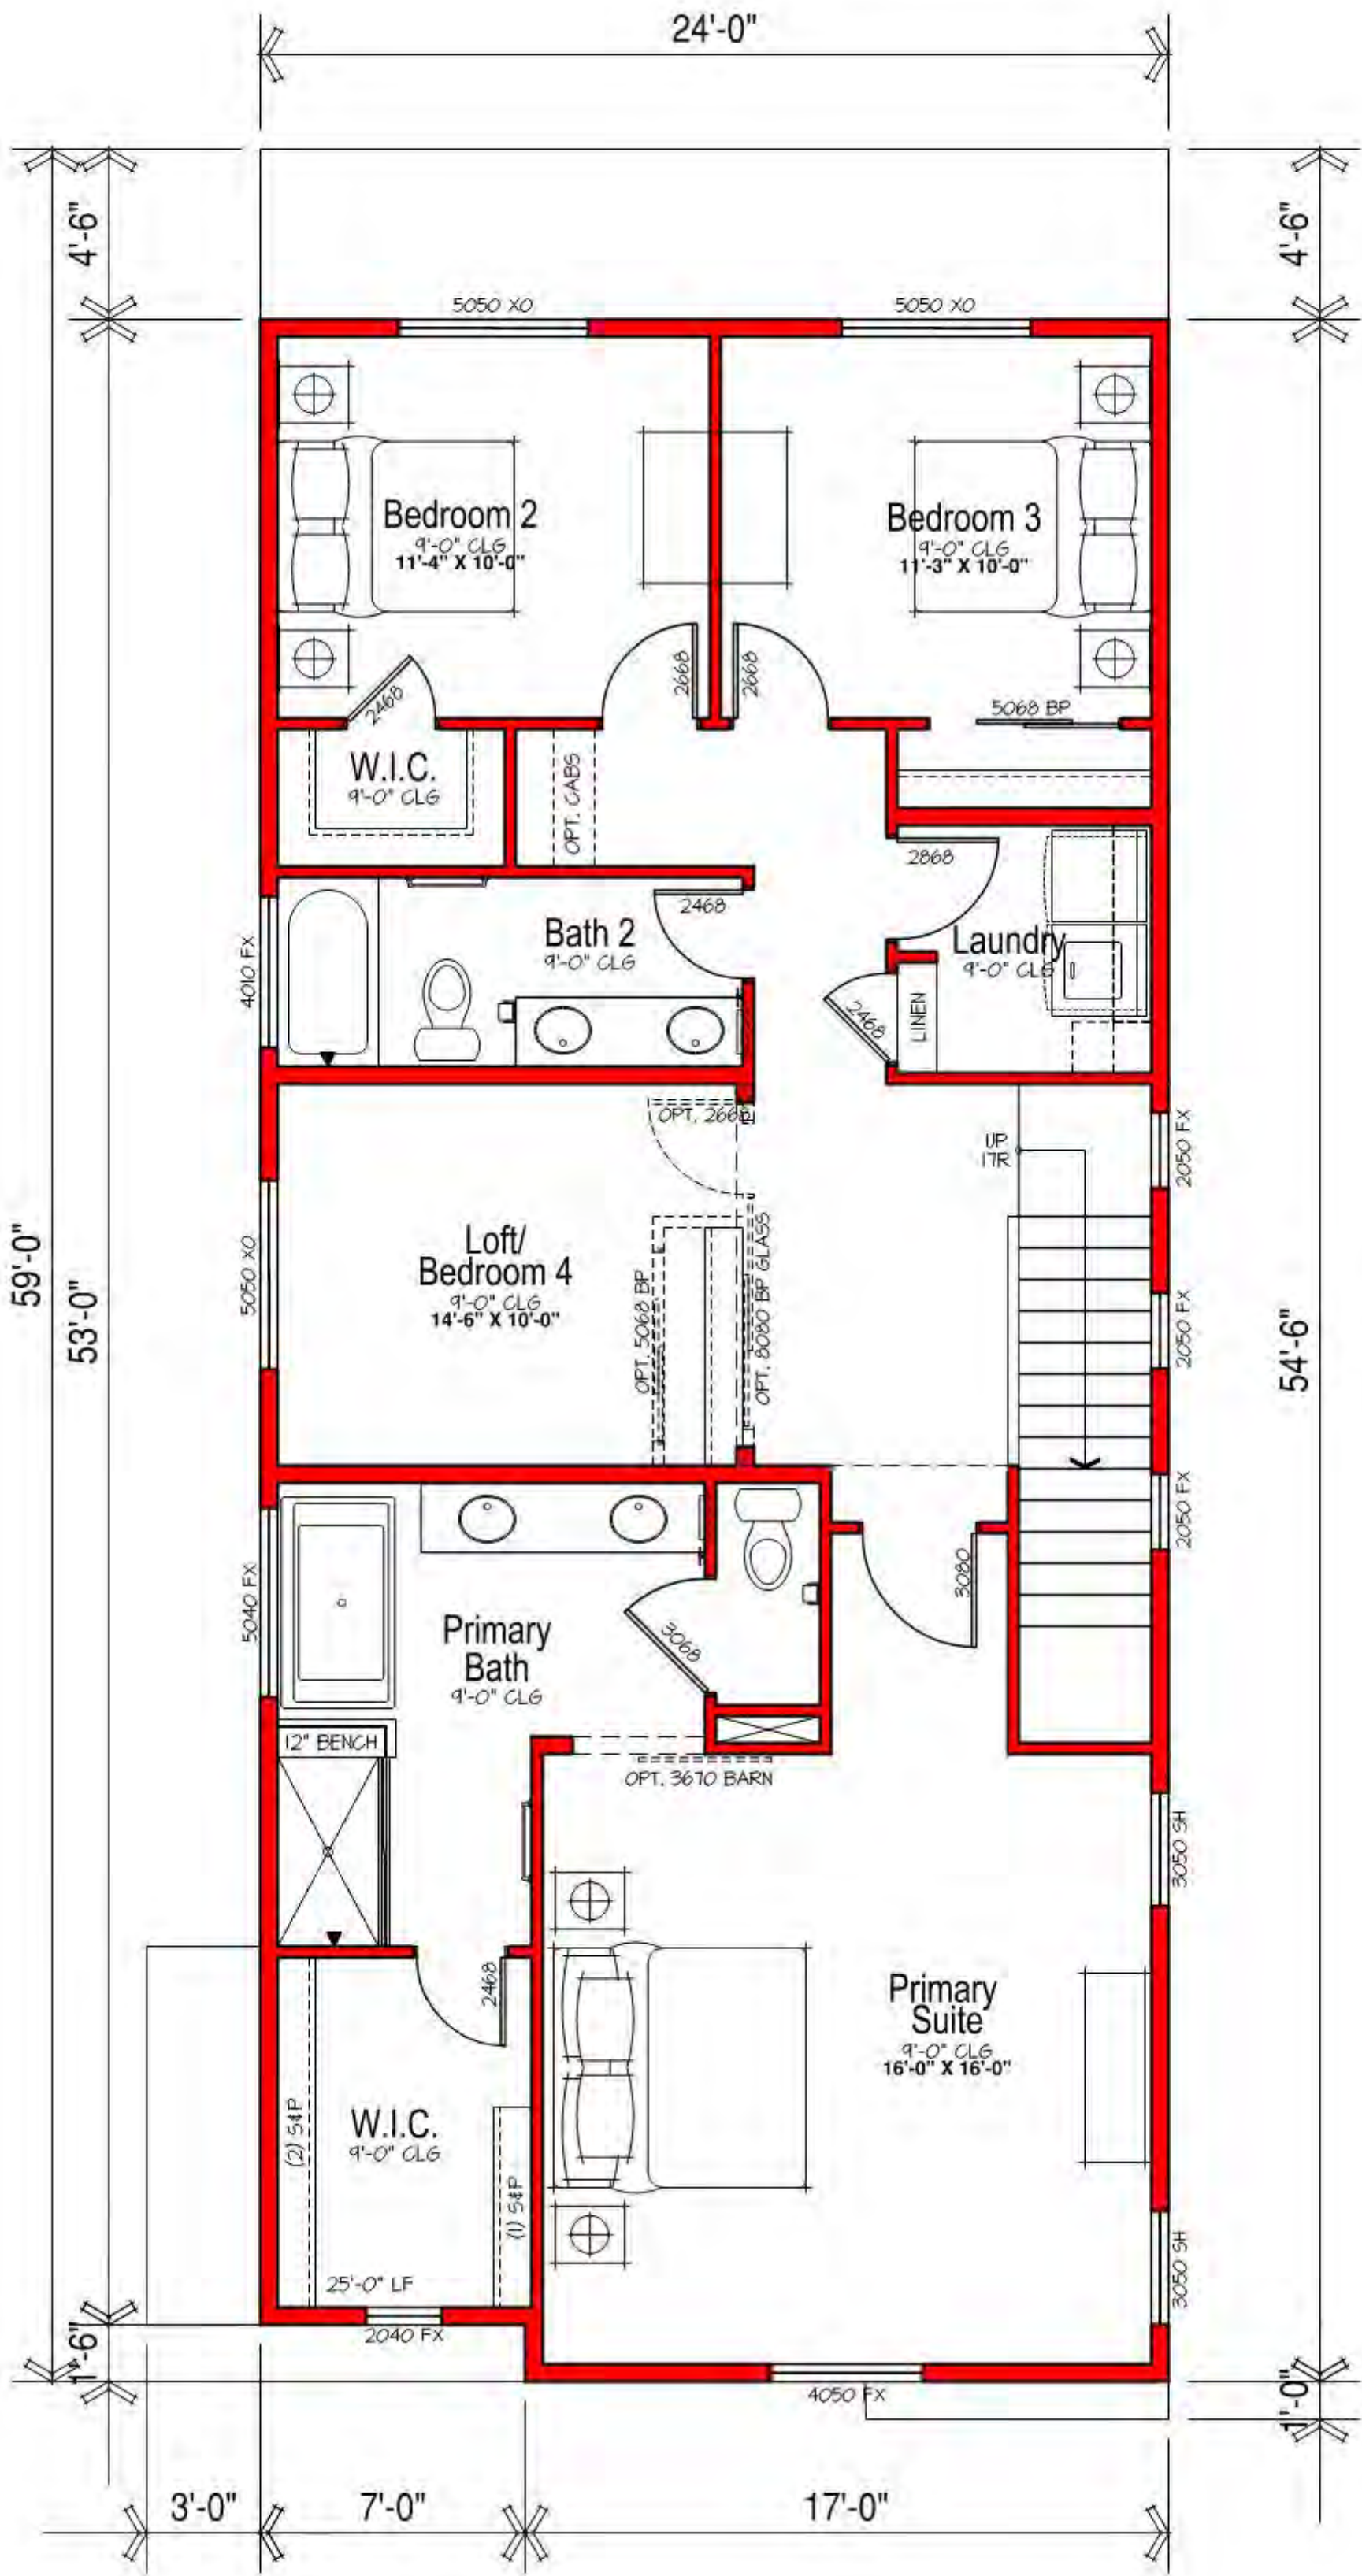 24'-0"
4'-6"
4'-6"
5050 XO
5050 XO
Bedroom 2
9'-0" CLG
11'-4" X 10'-0"
Bedroom 3
9'-0" CLG
11'-3" X 10'-0"
2668
2668
2468
5068 BP
W.I.C.
9'-0" CLG
OPT. CABS
2868
2468
Bath 2
9'-0" CLG
Laundry
9'-0" CLG
4010 FX
2468
LINEN
OPT. 2668
UP
17R
2050 FX
Loft/
Bedroom 4
9'-0" CLG
14'-6" X 10'-0"
5050 XO
OPT. 5068 BP
OPT. 8080 BP GLASS
2050 FX
59'-0"
53'-0"
54'-6"
2050 FX
5040 FX
3080
Primary
Bath
9'-0" CLG
3068
12" BENCH
OPT. 3670 BARN
3050 SH
2468
Primary
Suite
9'-0" CLG
16'-0" X 16'-0"
(2) S&P
W.I.C.
9'-0" CLG
(1) S&P
25'-0" LF
3050 SH
2040 FX
1'-6"
4050 FX
1'-0"
3'-0"
7'-0"
17'-0"